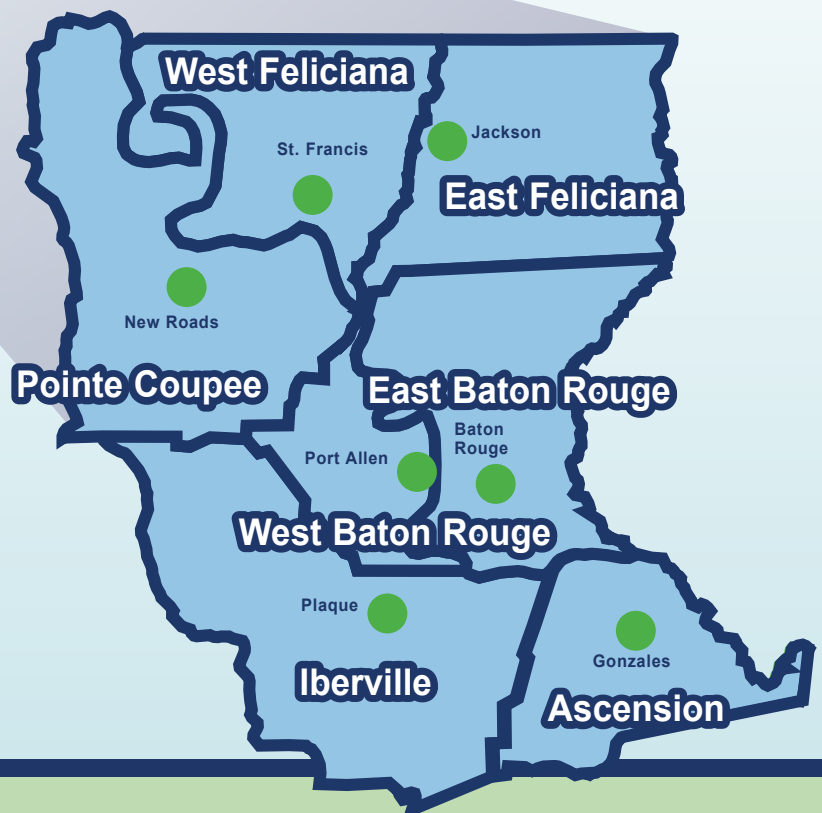 West Feliciana
St. Francis
Jackson
East Feliciana
New Roads
Pointe Coupee
East Baton Rouge
Baton
Rouge
Port Allen
West Baton Rouge
Plaque
Iberville
Gonzales
Ascension